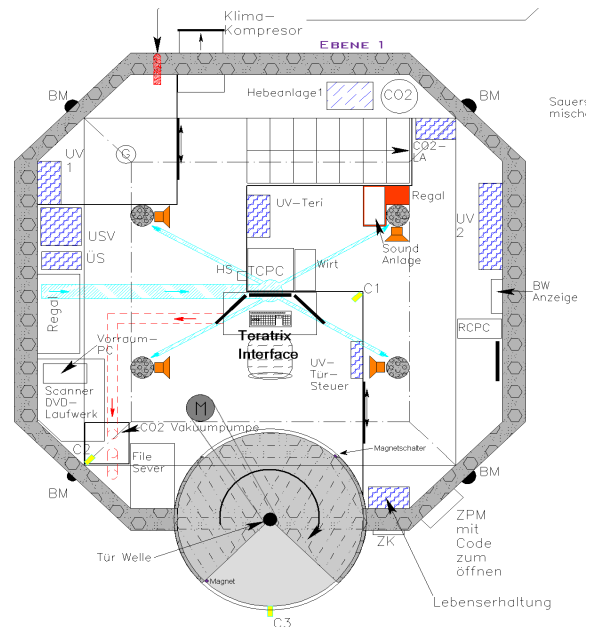 Klima-
Kompresor
EBENE 1
BM
BM
Hebeanlage1
CO2
Sauers
mische
CO2-
LA
G
UV
1
UV-Teri
Regal
UV
2
USV
ÜS
Sound
Anlage
HS
TCPC
Wirt
C1
BW
Anzeige
Regal
RCPC
Teratrix
Interface
Vorraum-
PC
UV-
Tür-
Steuer
Scanner
DVD-
Laufwerk
M
CO2 Vakuumpumpe
C2
File
Sever
Magnetschalter
BM
BM
ZPM
mit
Code
zum
öffnen
ZK
Tür Welle
Magnet
Lebenserhaltung
C3